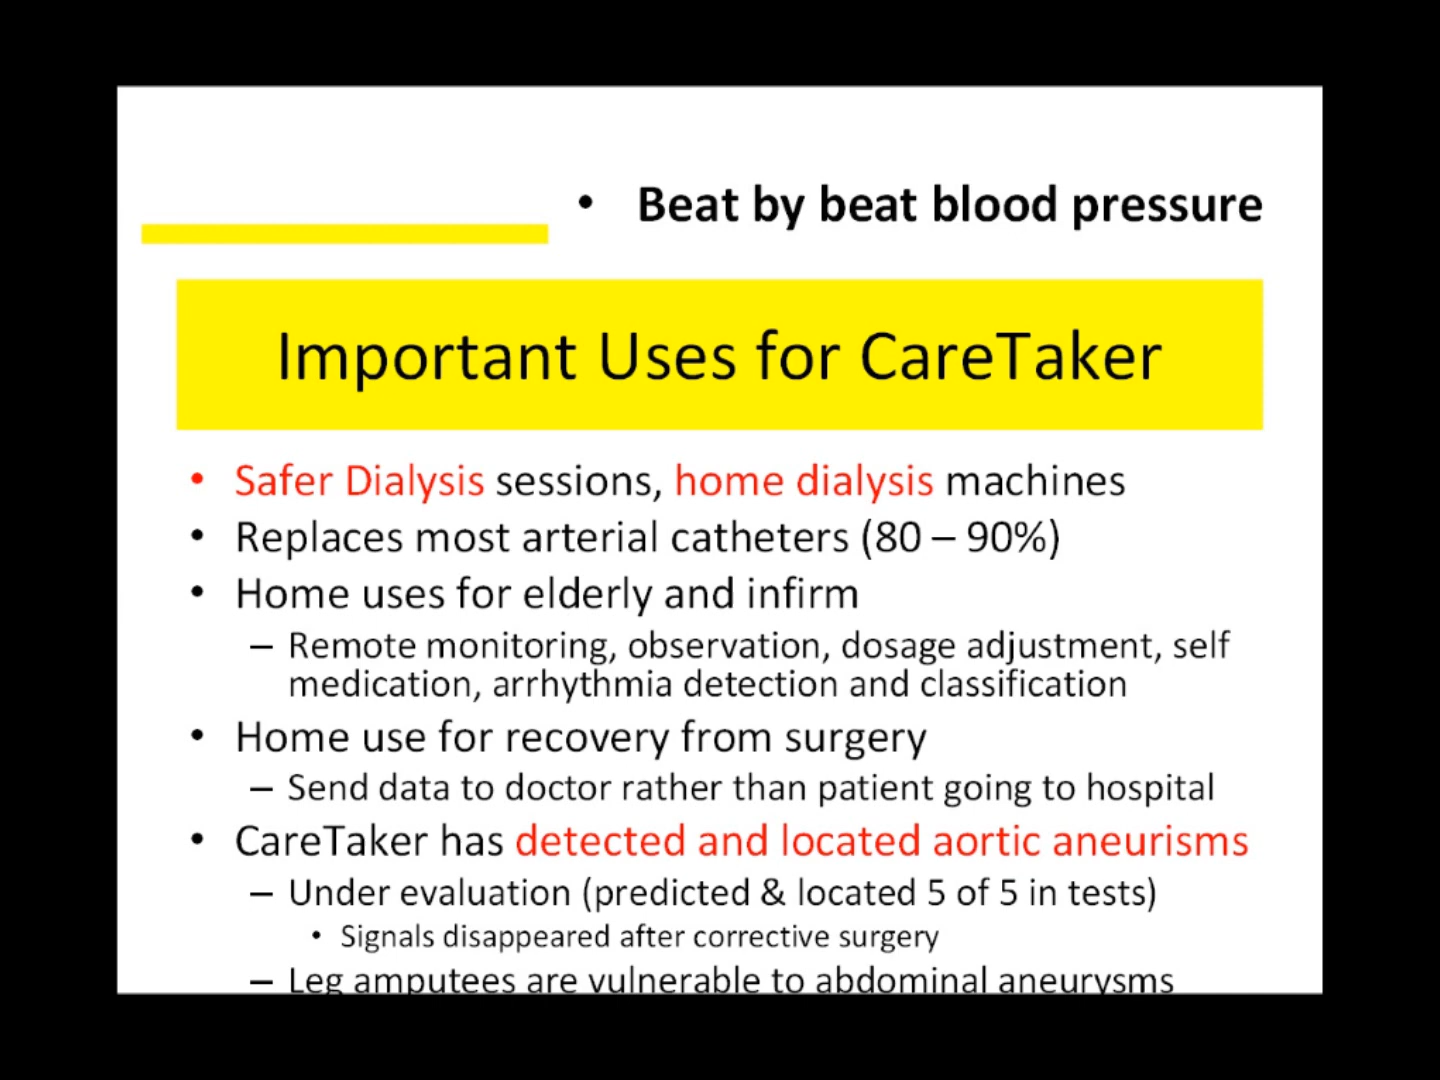 • Beat by beat blood pressure
Important Uses for CareTaker
• Safer Dialysis sessions, home dialysis machines
• Replaces most arterial catheters (80 – 90%)
• Home uses for elderly and infirm
– Remote monitoring, observation, dosage adjustment, self
medication, arrhythmia detection and classification
• Home use for recovery from surgery
– Send data to doctor rather than patient going to hospital
• CareTaker has detected and located aortic aneurisms
– Under evaluation (predicted & located 5 of 5 in tests)
• Signals disappeared after corrective surgery
– Leg amputees are vulnerable to abdominal aneurysms